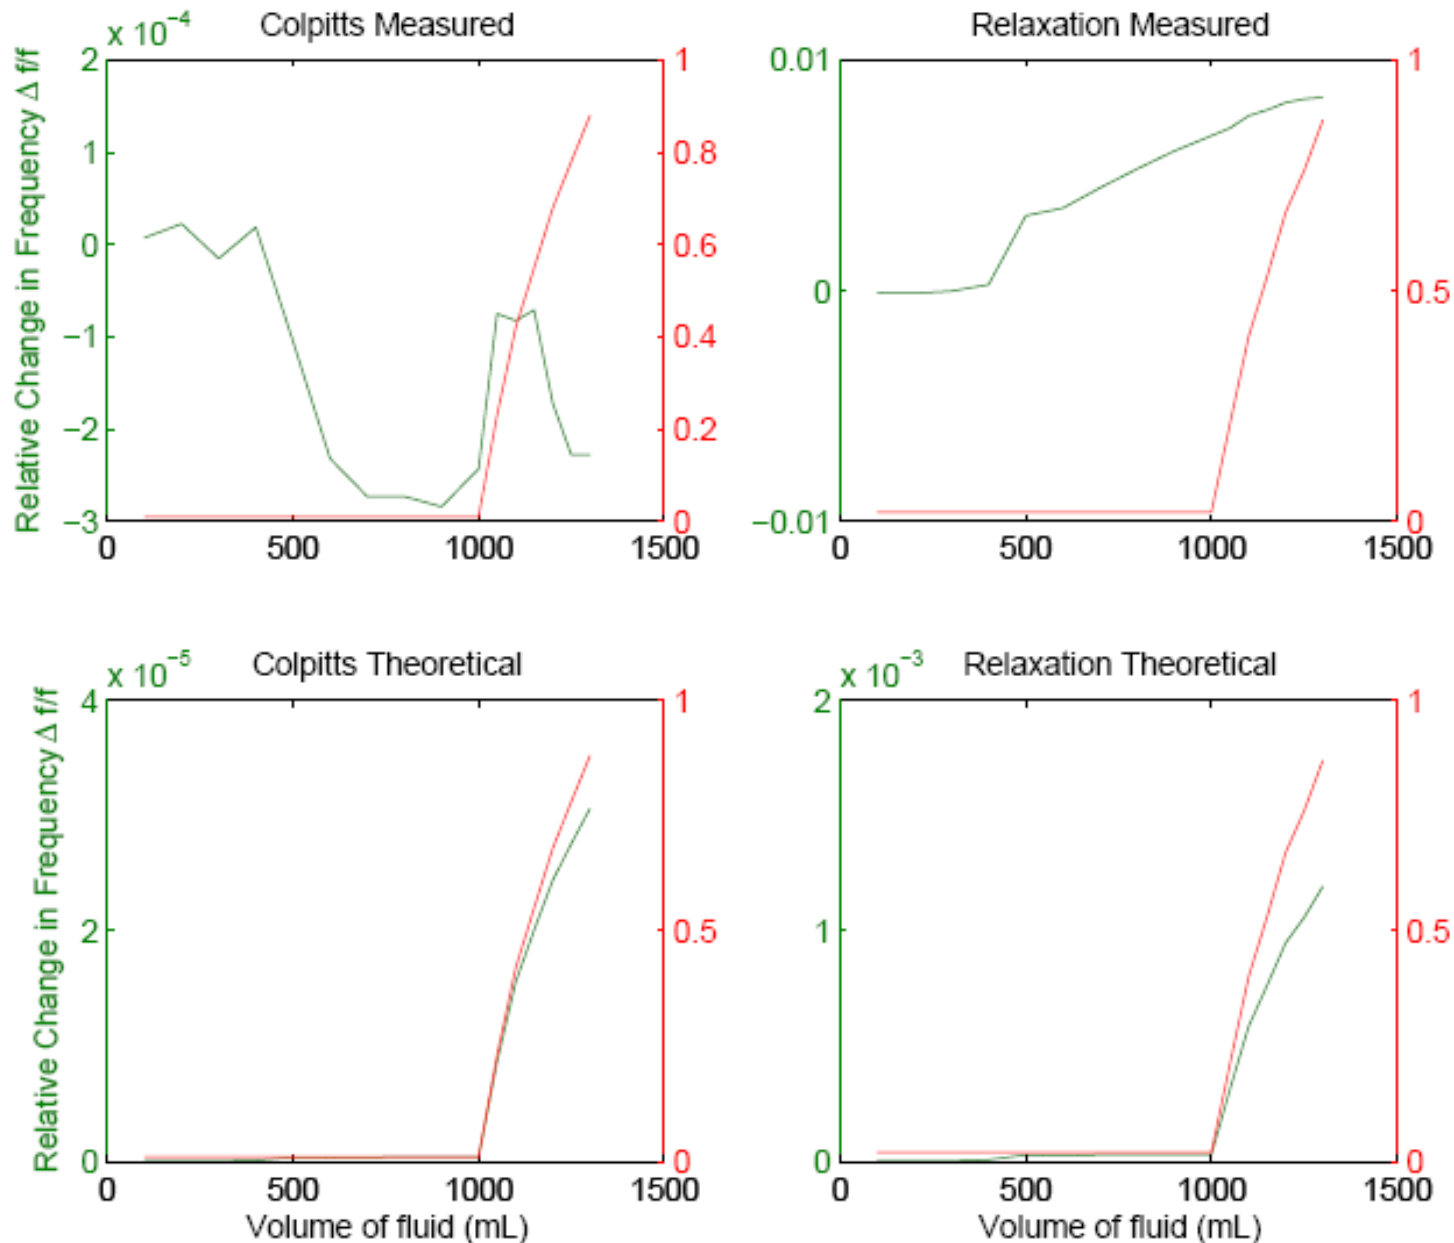 x 10−4 Colpitts Measured
Relative Change in Frequency Δ f/f
2
1
0
−1
−2
−3
1
0.8
0.6
0.4
0.2
0
0 500 1000 1500
Relaxation Measured
0.01
0
−0.01
1
0.5
0
0 500 1000 1500
x 10−5 Colpitts Theoretical
Relative Change in Frequency Δ f/f
4
2
0
1
0.5
0
0 500 1000 1500
Volume of fluid (mL)
x 10−3 Relaxation Theoretical
2
1
0
1
0.5
0
0 500 1000 1500
Volume of fluid (mL)